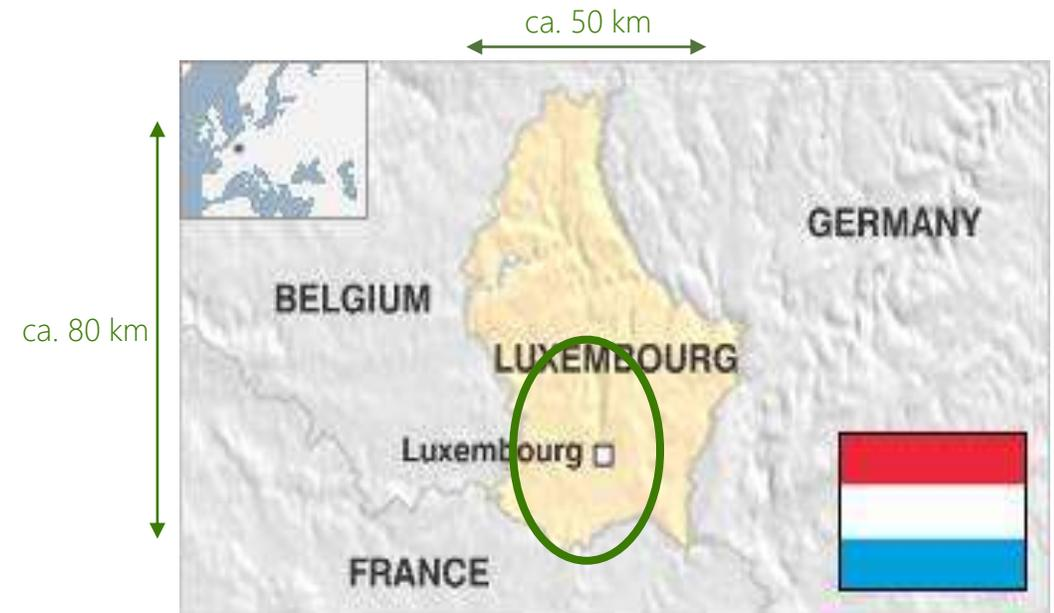 ca. 50 km
GERMANY
BELGIUM
ca. 80 km
LUXEMBOURG
Luxembourg
FRANCE